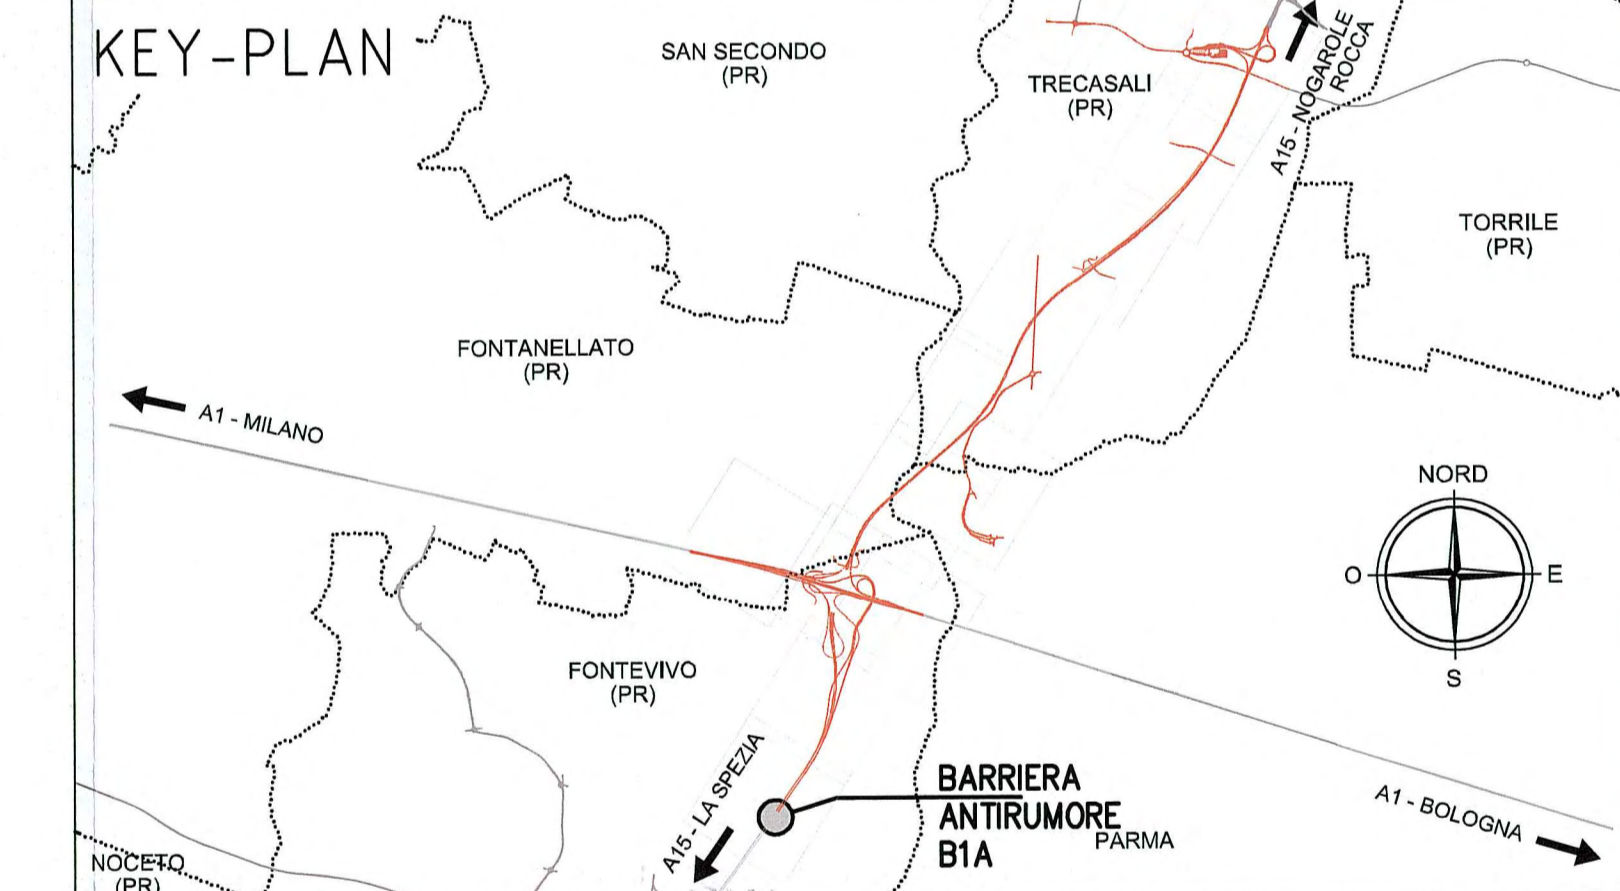 KEY-PLAN
SAN SECONDO
(PR)
TRECASALI
(PR)
A15 - NOGAROLE
ROCCA
TORRILE
(PR)
FONTANELLATO
(PR)
A1 - MILANO
NORD
O
E
S
FONTEVIVO
(PR)
A15 - LA SPEZIA
BARRIERA
ANTIRUMORE
B1A
PARMA
A1 - BOLOGNA
NOCETO
(PR)